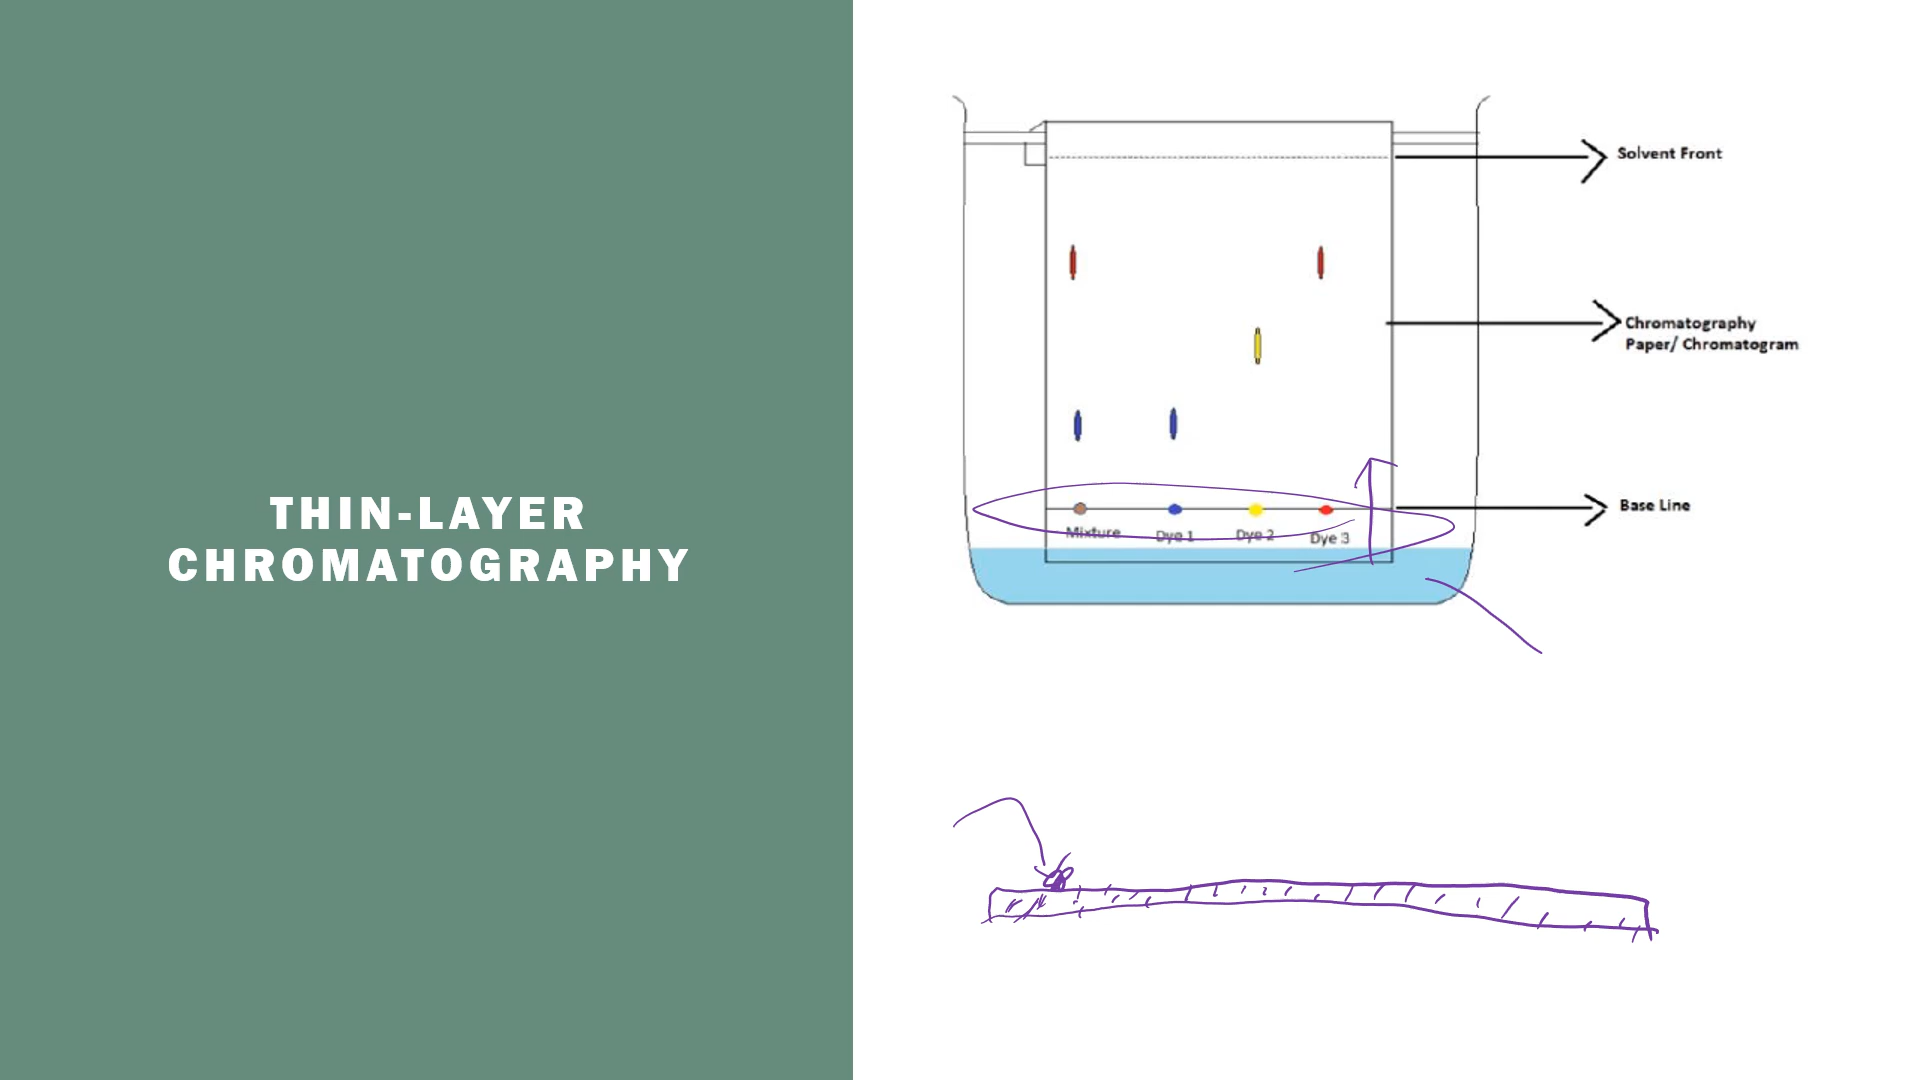 THIN-LAYER
CHROMATOGRAPHY
Solvent Front
Chromatography
Paper/ Chromatogram
Base Line
Mixture
Dye 1
Dye 2
Dye 3